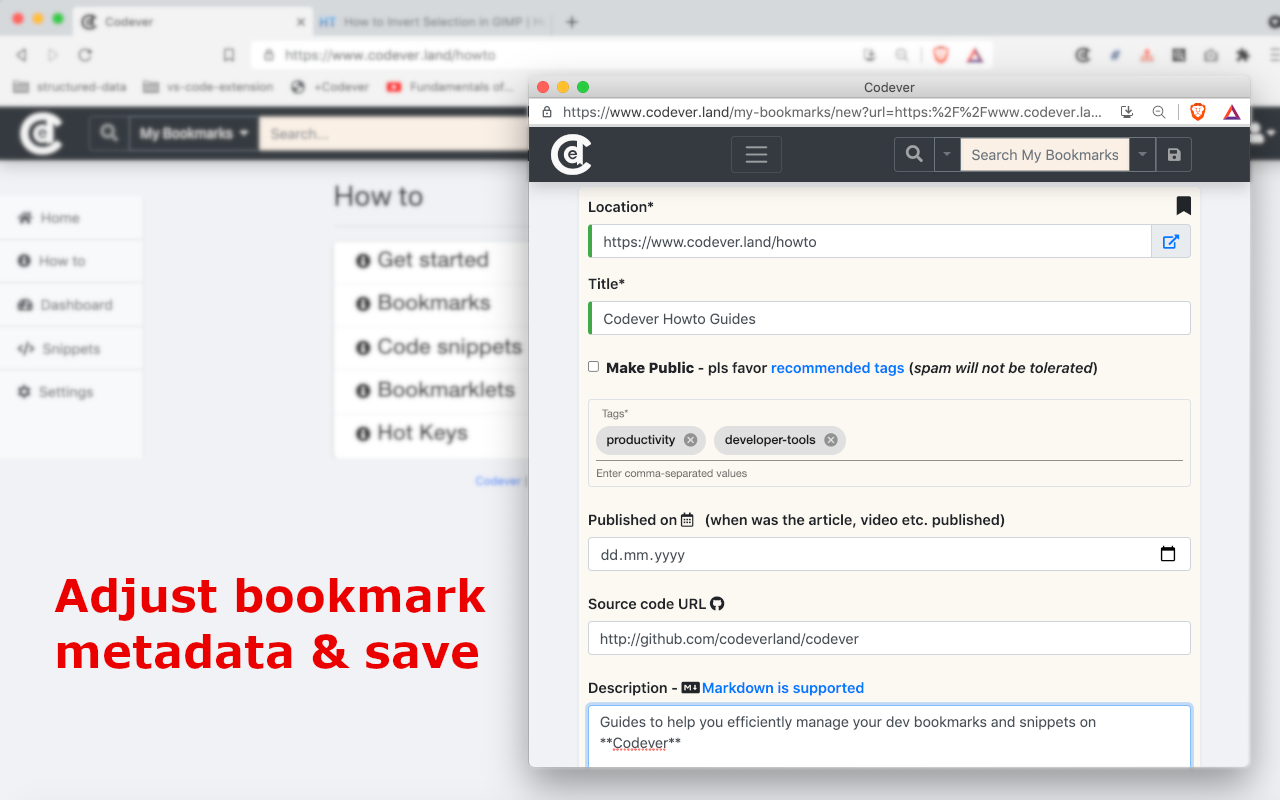 Codever
HT How to Invert Selection in GIMP | H
https://www.codever.land/howto
structured-data
vs-code-extension
+Codever
Fundamentals of...
My Bookmarks
Search...
Home
How to
Dashboard
Snippets
Settings
How to
Get started
Bookmarks
Code snippets
Bookmarklets
Hot Keys
Codever |
Adjust bookmark
metadata & save
Codever
https://www.codever.land/my-bookmarks/new?url=https:%2F%2Fwww.codever.la...
Search My Bookmarks
Location*
https://www.codever.land/howto
Title*
Codever Howto Guides
Make Public - pls favor recommended tags (spam will not be tolerated)
Tags*
productivity
developer-tools
Enter comma-separated values
Published on (when was the article, video etc. published)
dd.mm.yyyy
Source code URL
http://github.com/codeverland/codever
Description - Markdown is supported
Guides to help you efficiently manage your dev bookmarks and snippets on
**Codever**